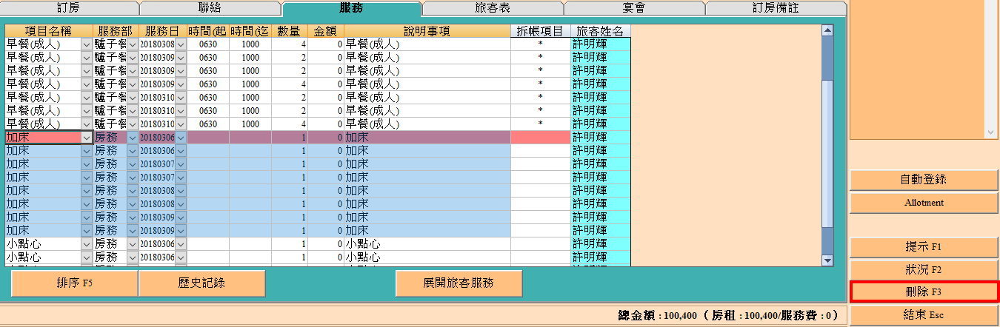 訂房 聯絡 服務 旅客表 宴會 訂房備註
項目名稱 服務部 服務日 時間(起 時間(迄 數量 金額 說明事項 拆帳項目 旅客姓名
早餐(成人) 驢子餐 20180308 0630 1000 4 0 早餐(成人) * 許明輝
早餐(成人) 驢子餐 20180309 0630 1000 2 0 早餐(成人) * 許明輝
早餐(成人) 驢子餐 20180309 0630 1000 2 0 早餐(成人) * 許明輝
早餐(成人) 驢子餐 20180309 0630 1000 4 0 早餐(成人) * 許明輝
早餐(成人) 驢子餐 20180310 0630 1000 2 0 早餐(成人) * 許明輝
早餐(成人) 驢子餐 20180310 0630 1000 2 0 早餐(成人) * 許明輝
早餐(成人) 驢子餐 20180310 0630 1000 4 0 早餐(成人) * 許明輝
加床 房務 20180306 1 0 加床 許明輝
加床 房務 20180306 1 0 加床 許明輝
加床 房務 20180307 1 0 加床 許明輝
加床 房務 20180307 1 0 加床 許明輝
加床 房務 20180308 1 0 加床 許明輝
加床 房務 20180308 1 0 加床 許明輝
加床 房務 20180309 1 0 加床 許明輝
加床 房務 20180309 1 0 加床 許明輝
小點心 房務 20180306 1 0 小點心 許明輝
小點心 房務 20180306 1 0 小點心 許明輝
排序 F5 歷史記錄 展開旅客服務
總金額 : 100,400 ( 房租 : 100,400/服務費 : 0 )
自動登錄
Allotment
提示 F1
狀況 F2
刪除 F3
結束 Esc